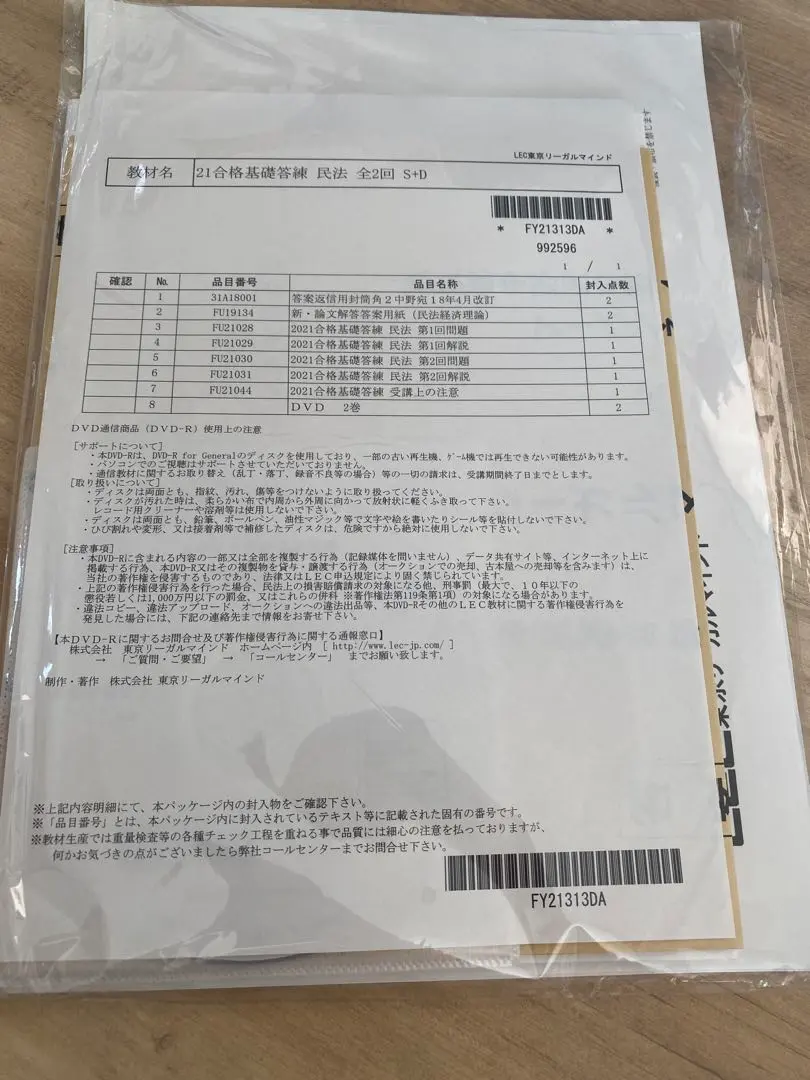 LEC東京リーガルマインド
教材名 21合格基礎答練 民法 全2回 S+D
* FY21313DA *
992596
1 / 1
確認 No. 品目番号 品目名称 封入点数
1 31A18001 答案返信用封筒角2中野宛18年4月改訂 2
2 FU19134 新・論文解答答案用紙(民法経済理論) 2
3 FU21028 2021合格基礎答練 民法 第1回問題 1
4 FU21029 2021合格基礎答練 民法 第1回解説 1
5 FU21030 2021合格基礎答練 民法 第2回問題 1
6 FU21031 2021合格基礎答練 民法 第2回解説 1
7 FU21044 2021合格基礎答練 受講上の注意 1
8 DVD 2巻 2
DVD通信商品(DVD-R)使用上の注意
[サポートについて]
・本DVD-Rは、DVD-R for Generalのディスクを使用しており、一部の古い再生機、ゲーム機では再生できない可能性があります。
・パソコンでのご視聴はサポートさせていただいておりません。
・通信教材に関するお取り替え(乱丁・落丁、録音不良等の場合)等の一切の請求は、受講期間終了日までとします。
[取り扱いについて]
・ディスクは両面とも、指紋、汚れ、傷等をつけないように取り扱ってください。
・ディスクが汚れた時は、柔らかい布で内周から外周に向かって放射状に軽くふき取って下さい。
レコード用クリーナーや溶剤等は使用しないで下さい。
・ディスクは両面とも、鉛筆、ボールペン、油性マジック等で文字や絵を書いたりシール等を貼付しないで下さい。
・ひび割れや変形、又は接着剤等で補修したディスクは、危険ですから絶対に使用しないで下さい。
[注意事項]
・本DVD-Rに含まれる内容の一部又は全部を複製する行為(記録媒体を問いません)、データ共有サイト等、インターネット上に
掲載する行為、本DVD-R又はその複製物を貸与・譲渡する行為(オークションでの売却、古本屋への売却等を含みます)は、
当社の著作権を侵害するものであり、法律又はLEC申込規定により固く禁じられています。
・上記の著作権侵害行為を行った場合、民法上の損害賠償請求の対象になる他、刑事罰(最大で、10年以下の
懲役若しくは1,000万円以下の罰金、又はこれらの併科 ※著作権法第119条第1項)の対象になる場合があります。
・違法コピー、違法アップロード、オークションへの違法出品等、本DVD-Rその他のLEC教材に関する著作権侵害行為を
発見した場合には、下記の連絡先まで情報をお寄せ下さい。
【本DVD-Rに関するお問合せ及び著作権侵害行為に関する通報窓口】
株式会社 東京リーガルマインド ホームページ内 [ http://www.lec-jp.com/ ]
→ 「ご質問・ご要望」 → 「コールセンター」 までお願い致します。
制作・著作 株式会社 東京リーガルマインド
※上記内容明細にて、本パッケージ内の封入物をご確認下さい。
※「品目番号」とは、本パッケージ内に封入されているテキスト等に記載された固有の番号です。
※教材生産では重量検査等の各種チェック工程を重ねる事で品質には細心の注意を払っておりますが、
何かお気づきの点がございましたら弊社コールセンターまでお問合せ下さい。
FY21313DA